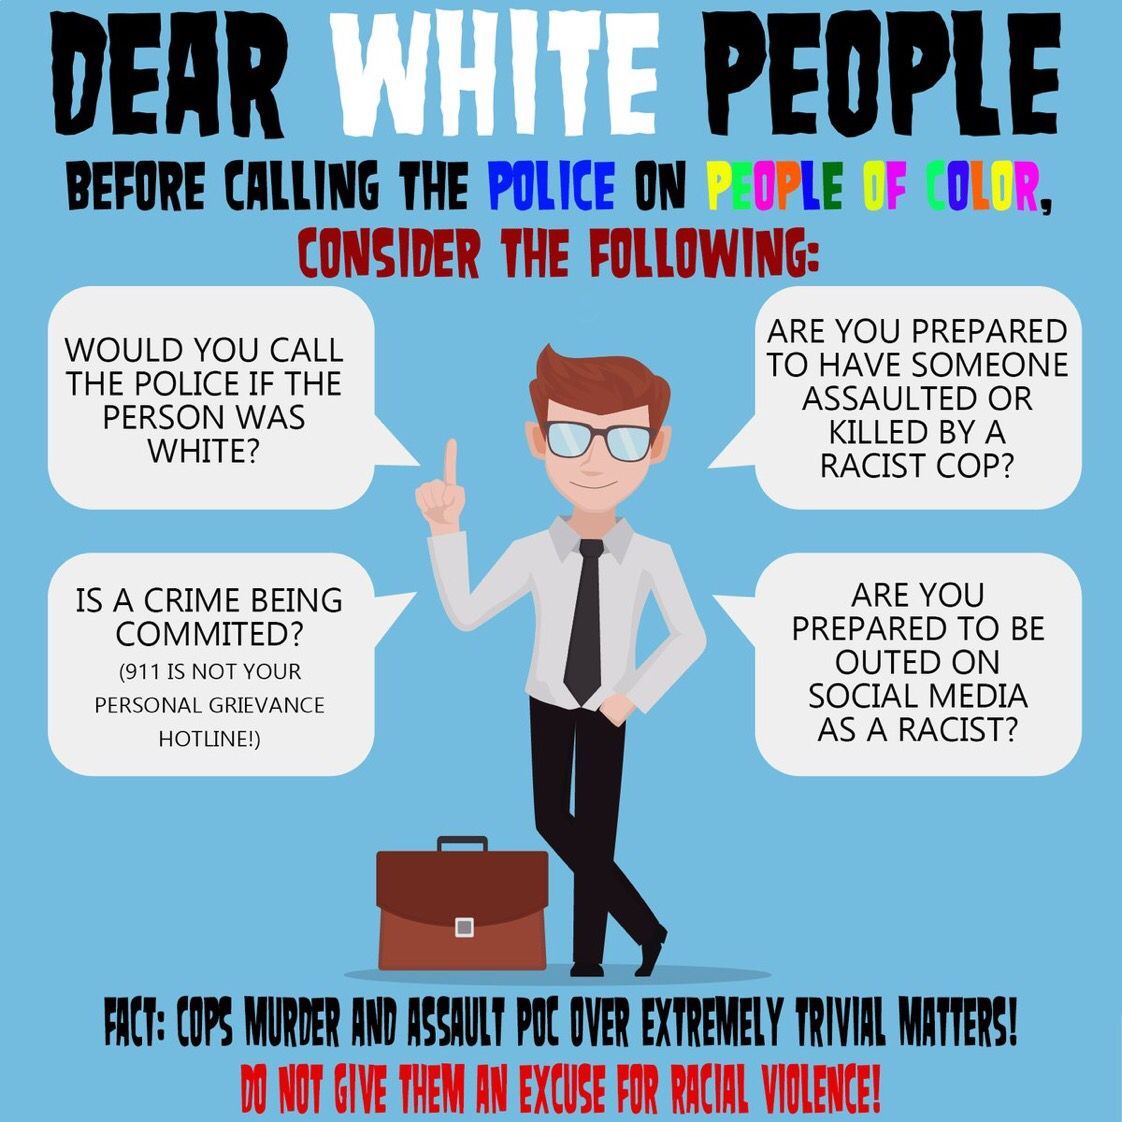 DEAR WHITE PEOPLE
BEFORE CALLING THE POLICE ON PEOPLE OF COLOR,
CONSIDER THE FOLLOWING:
WOULD YOU CALL
THE POLICE IF THE
PERSON WAS
WHITE?
ARE YOU PREPARED
TO HAVE SOMEONE
ASSAULTED OR
KILLED BY A
RACIST COP?
IS A CRIME BEING
COMMITED?
(911 IS NOT YOUR
PERSONAL GRIEVANCE
HOTLINE!)
ARE YOU
PREPARED TO BE
OUTED ON
SOCIAL MEDIA
AS A RACIST?
FACT: COPS MURDER AND ASSAULT POC OVER EXTREMELY TRIVIAL MATTERS!
DO NOT GIVE THEM AN EXCUSE FOR RACIAL VIOLENCE!